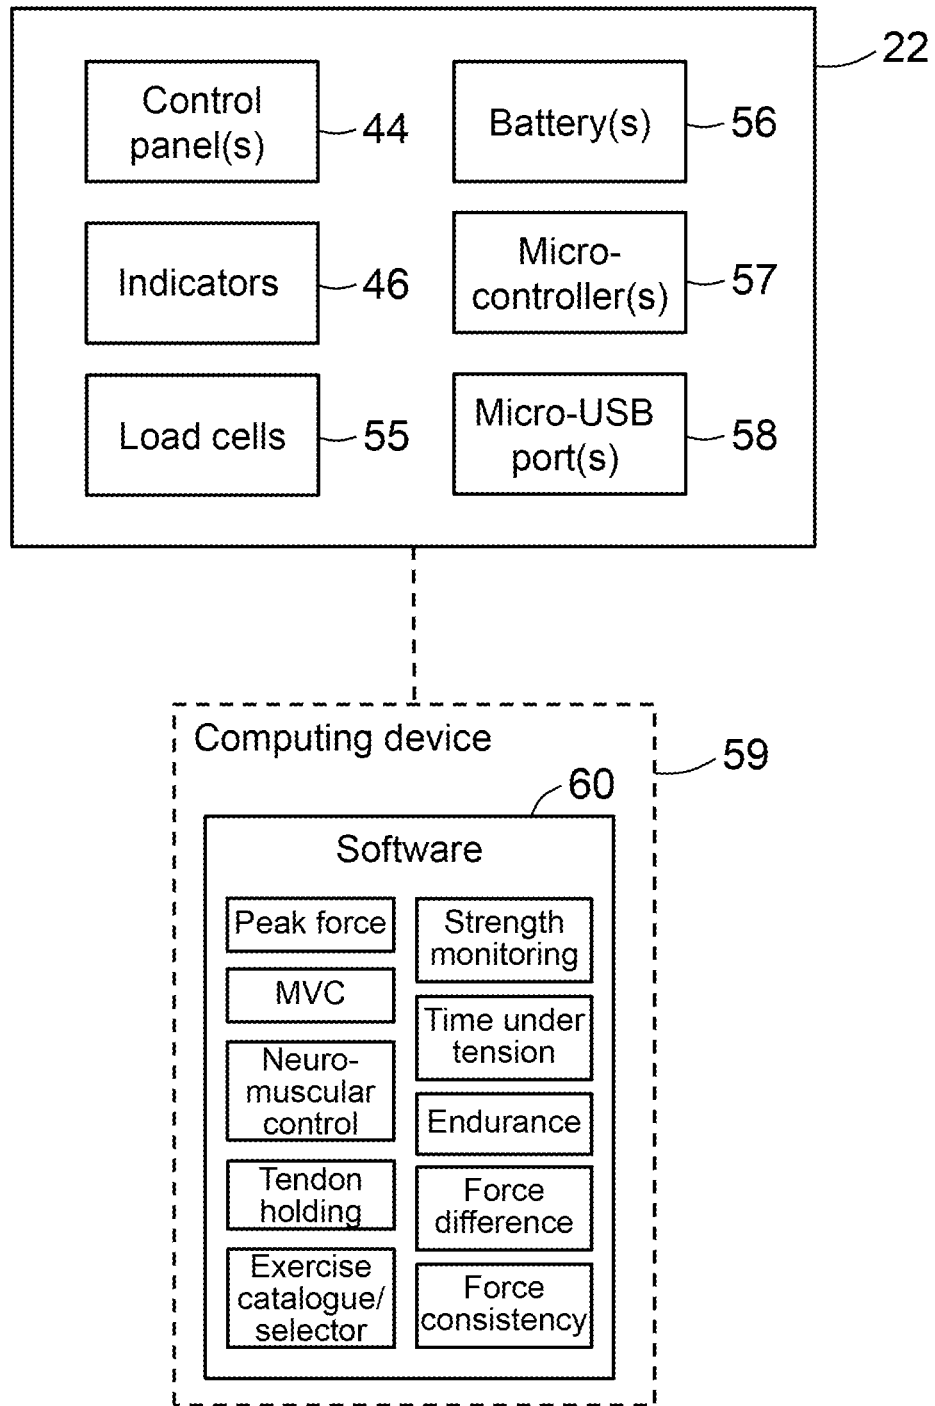 22
Control
panel(s)
44
Battery(s)
56
Indicators
46
Micro-
controller(s)
57
Load cells
55
Micro-USB
port(s)
58
Computing device
59
60
Software
Peak force
MVC
Neuro-
muscular
control
Tendon
holding
Exercise
catalogue/
selector
Strength
monitoring
Time under
tension
Endurance
Force
difference
Force
consistency